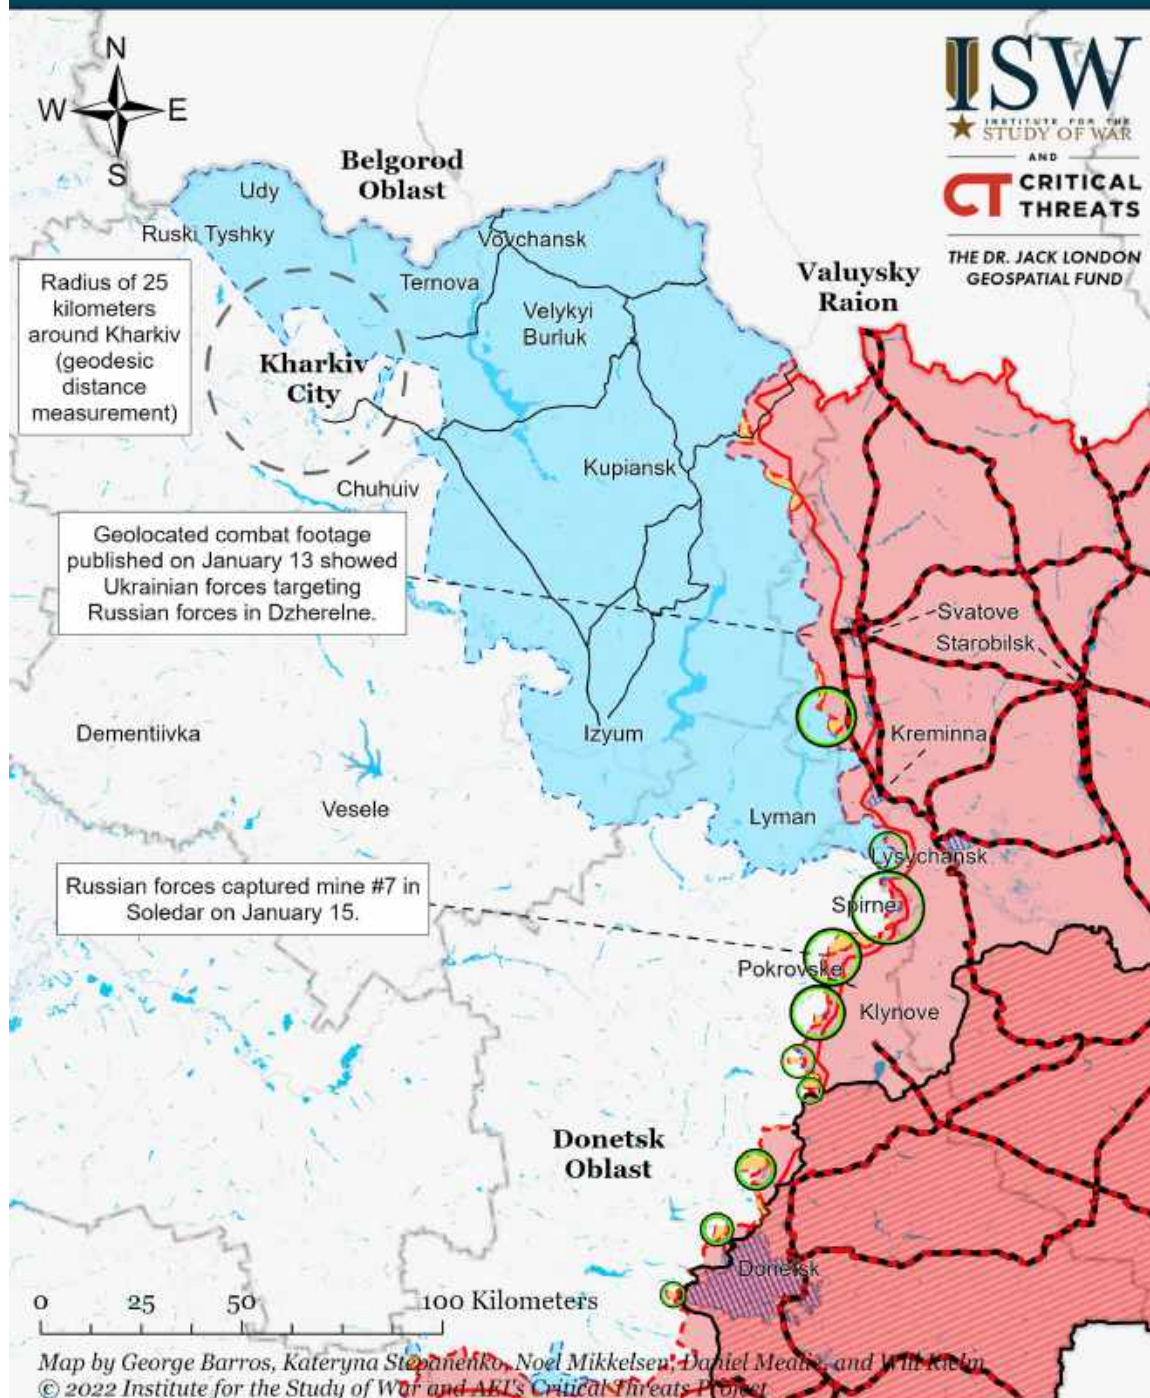 N
W E
S
ISW
INSTITUTE FOR THE
STUDY OF WAR
AND
CT CRITICAL
THREATS
THE DR. JACK LONDON
GEOSPATIAL FUND
Belgorod
Oblast
Udy
Ruski Tyshky
Vovchansk
Ternova
Valuysky
Raion
Radius of 25
kilometers
around Kharkiv
(geodesic
distance
measurement)
Velykyi
Burluk
Kharkiv
City
Kupiansk
Chuhuiv
Geolocated combat footage
published on January 13 showed
Ukrainian forces targeting
Russian forces in Dzherelne.
Svatove
Starobilsk
Dementiivka
Izyum
Kreminna
Vesele
Lyman
Lysychansk
Russian forces captured mine #7 in
Soledar on January 15.
Spirne
Pokrovske
Klynove
Donetsk
Oblast
Donetsk
0 25 50 100 Kilometers
Map by George Barros, Kateryna Stepanenko, Noel Mikkelsen, Daniel Mealie, and Will Kielm
© 2022 Institute for the Study of War and AEI's Critical Threats Project